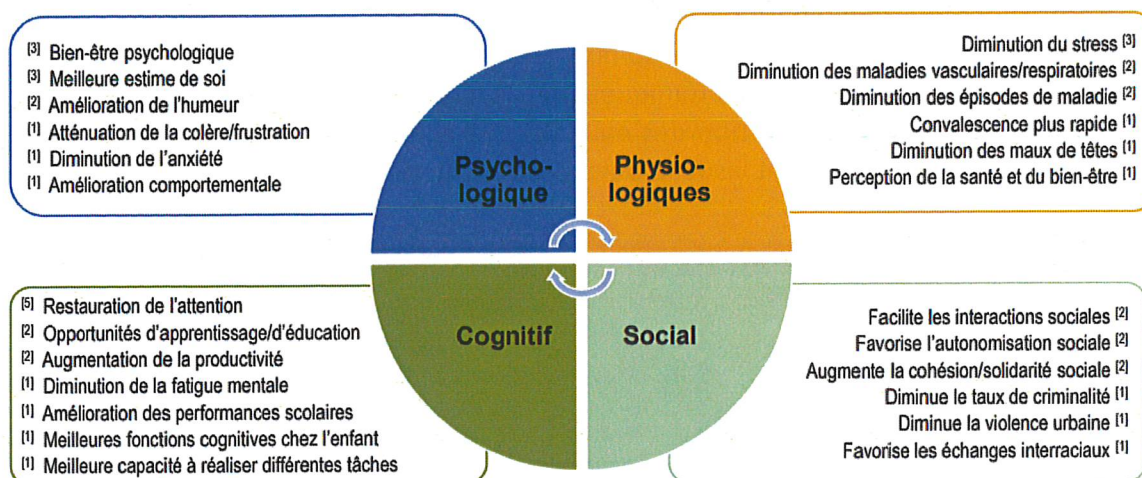 [3] Bien-être psychologique
[3] Meilleure estime de soi
[2] Amélioration de l'humeur
[1] Atténuation de la colère/frustration
[1] Diminution de l'anxiété
[1] Amélioration comportementale
Psycho-
logique
Physio-
logiques
Diminution du stress [3]
Diminution des maladies vasculaires/respiratoires [2]
Diminution des épisodes de maladie [2]
Convalescence plus rapide [1]
Diminution des maux de têtes [1]
Perception de la santé et du bien-être [1]
[5] Restauration de l'attention
[2] Opportunités d'apprentissage/d'éducation
[2] Augmentation de la productivité
[1] Diminution de la fatigue mentale
[1] Amélioration des performances scolaires
[1] Meilleures fonctions cognitives chez l'enfant
[1] Meilleure capacité à réaliser différentes tâches
Cognitif
Social
Facilite les interactions sociales [2]
Favorise l'autonomisation sociale [2]
Augmente la cohésion/solidarité sociale [2]
Diminue le taux de criminalité [1]
Diminue la violence urbaine [1]
Favorise les échanges interraciaux [1]